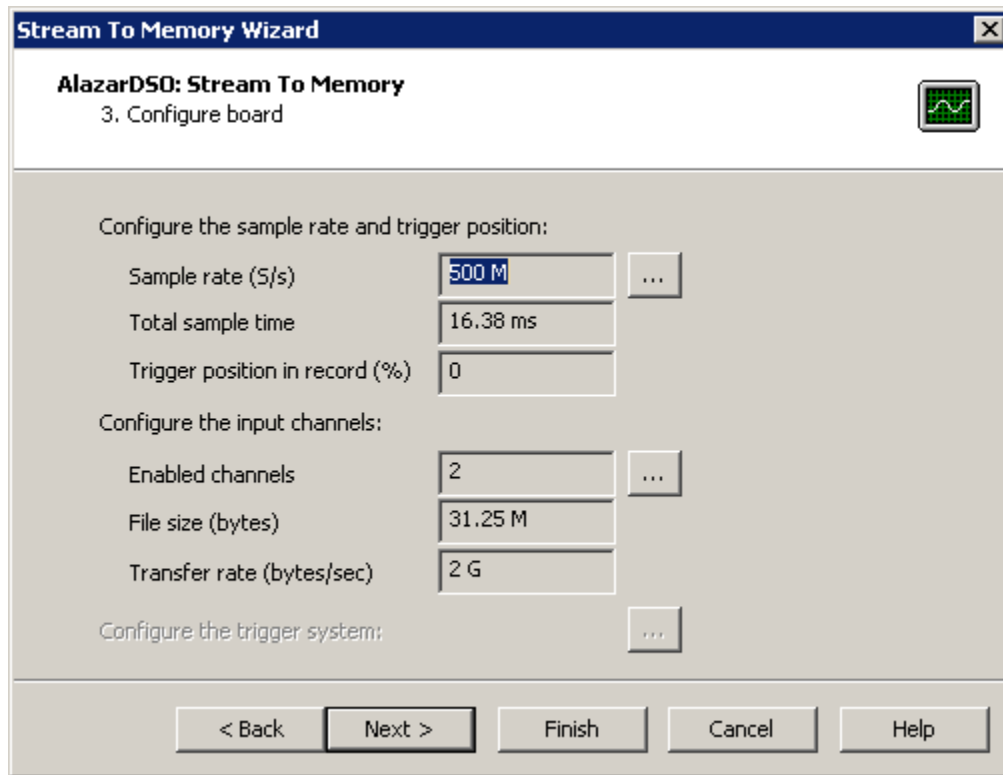 Stream To Memory Wizard
AlazarDSO: Stream To Memory
3. Configure board
Configure the sample rate and trigger position:
Sample rate (S/s) 500 M ...
Total sample time 16.38 ms
Trigger position in record (%) 0
Configure the input channels:
Enabled channels 2 ...
File size (bytes) 31.25 M
Transfer rate (bytes/sec) 2 G
Configure the trigger system: ...
< Back Next > Finish Cancel Help